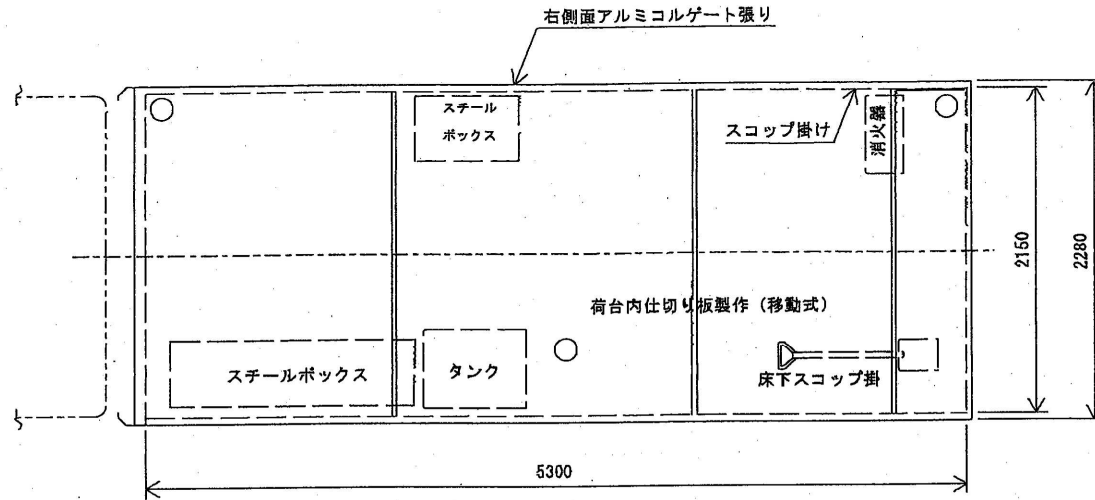 右側面アルミコルゲート張り
スチール
ボックス
スコップ掛け
消火器
2150
2280
荷台内仕切り板製作（移動式）
スチールボックス
タンク
床下スコップ掛
5300